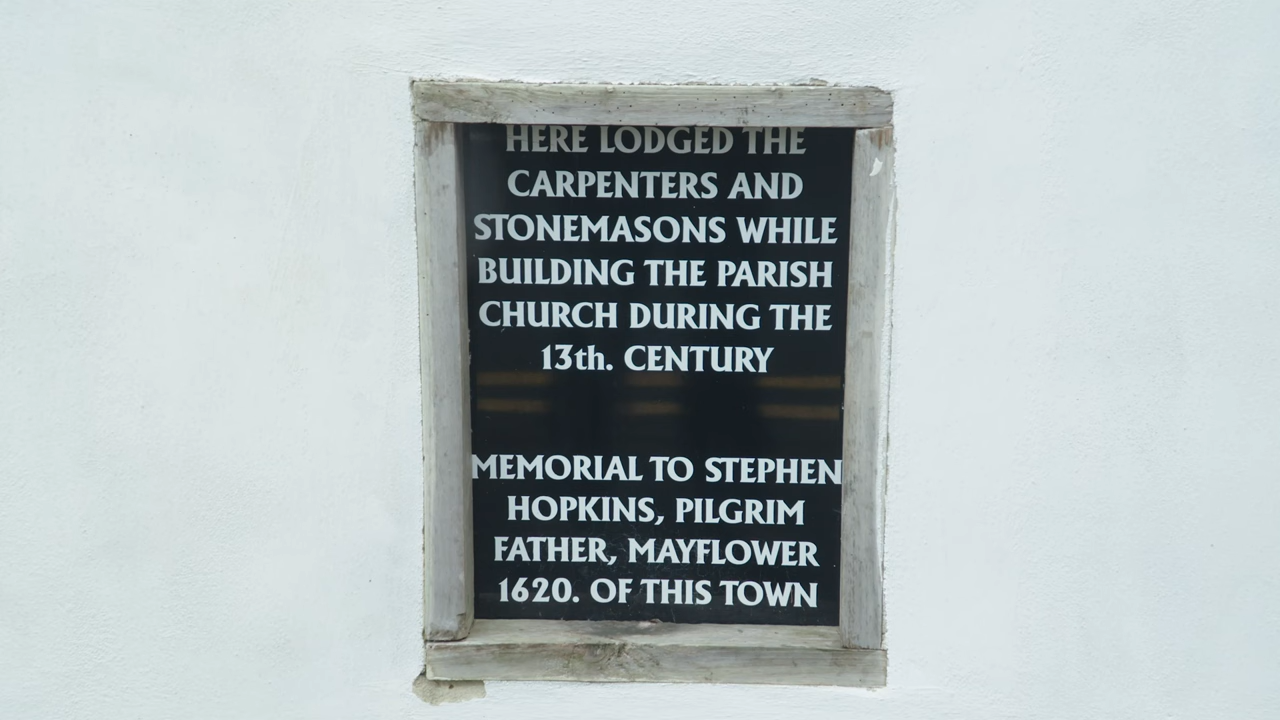 HERE LODGED THE
CARPENTERS AND
STONEMASONS WHILE
BUILDING THE PARISH
CHURCH DURING THE
13th. CENTURY
MEMORIAL TO STEPHEN
HOPKINS, PILGRIM
FATHER, MAYFLOWER
1620. OF THIS TOWN